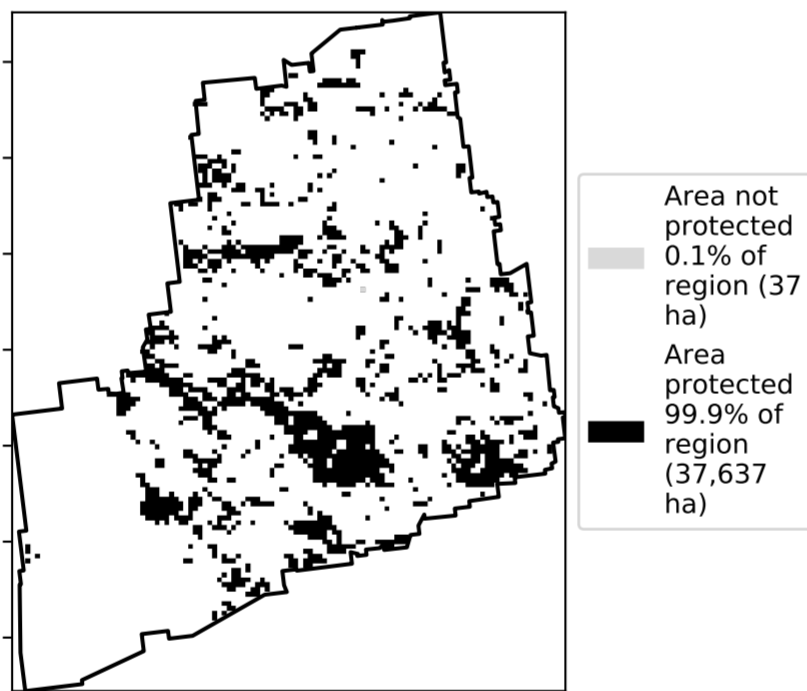 Area not
protected
0.1% of
region (37
ha)
Area
protected
99.9% of
region
(37,637
ha)